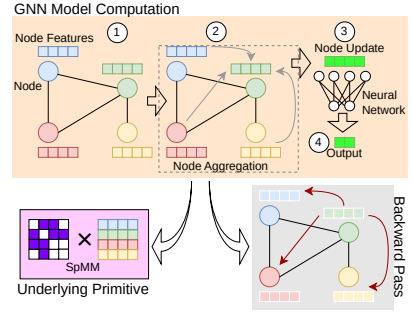 GNN Model Computation
1
2
3
Node Features
Node Update
Node
Neural
Network
4
Output
Node Aggregation
SpMM
Underlying Primitive
Backward Pass